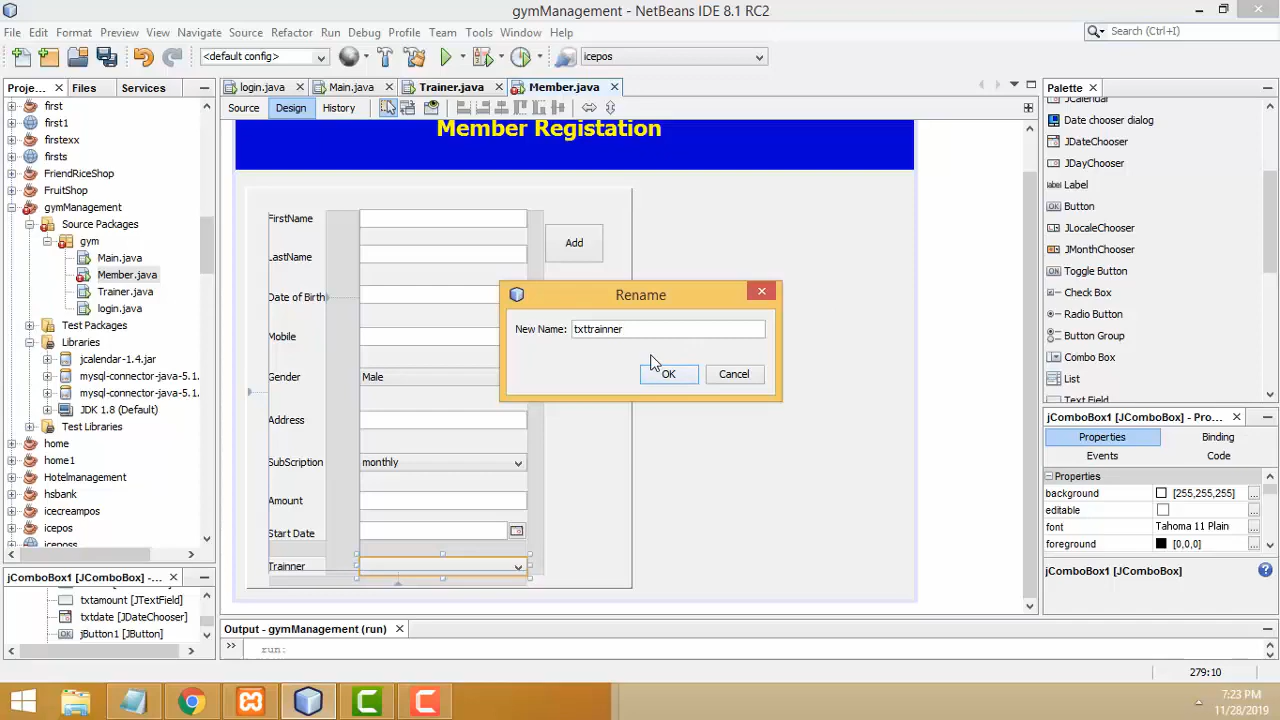 gymManagement - NetBeans IDE 8.1 RC2
File Edit Format Preview View Navigate Source Refactor Run Debug Profile Team Tools Window Help
Search (Ctrl+I)
<default config>
icepos
Proje...
Files
Services
login.java
Main.java
Trainer.java
Member.java
Source
Design
History
first
first1
firstexx
firsts
FriendRiceShop
FruitShop
gymManagement
Source Packages
gym
Main.java
Member.java
Trainer.java
login.java
Test Packages
Libraries
jcalendar-1.4.jar
mysql-connector-java-5.1.
mysql-connector-java-5.1.
JDK 1.8 (Default)
Test Libraries
home
home1
Hotelmanagement
hsbank
icecreampos
icepos
iceposs
jComboBox1 [JComboBox] -...
txtamount [JTextField]
txtdate [JDateChooser]
jButton1 [JButton]
Member Registation
FirstName
LastName
Date of Birth
Mobile
Gender
Male
Address
SubScription
monthly
Amount
Start Date
Trainner
Add
Rename
New Name: txttrainner
OK
Cancel
Output - gymManagement (run)
run:
Palette
JCalendar
Date chooser dialog
JDateChooser
JDayChooser
label Label
Button
JLocaleChooser
JMonthChooser
Toggle Button
Check Box
Radio Button
Button Group
Combo Box
List
Text Field
jComboBox1 [JComboBox] - Pro...
Properties
Binding
Events
Code
Properties
background [255,255,255] ...
editable
font Tahoma 11 Plain ...
foreground [0,0,0] ...
jComboBox1 [JComboBox]
279:10
7:23 PM
11/28/2019